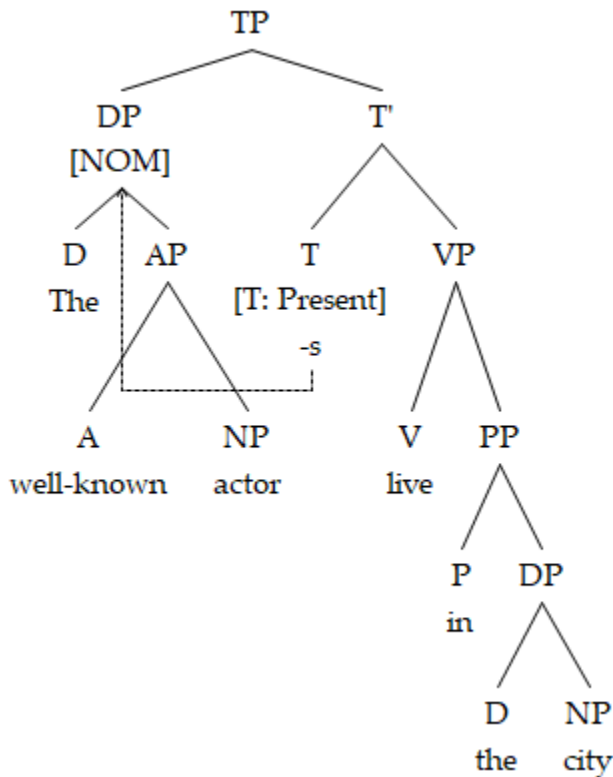 TP
DP T'
[NOM]
D AP T VP
The [T: Present]
-s
A NP V PP
well-known actor live
P DP
in
D NP
the city